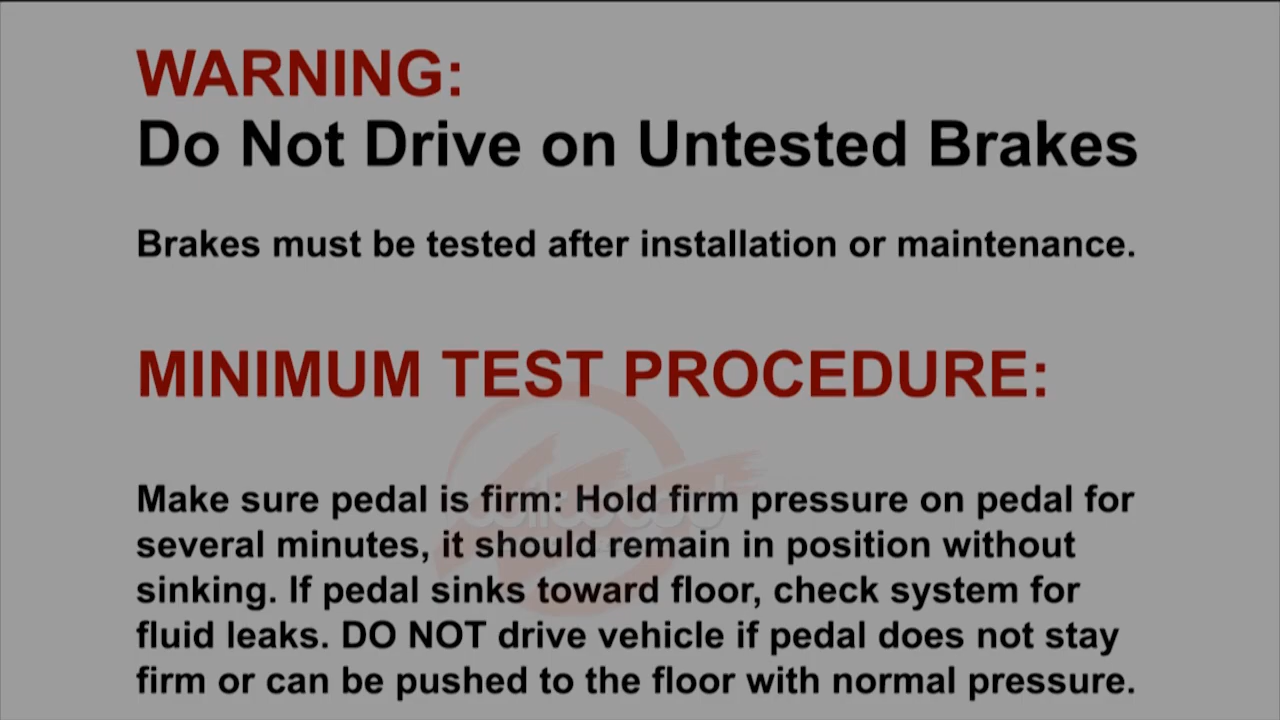 WARNING:
Do Not Drive on Untested Brakes
Brakes must be tested after installation or maintenance.
MINIMUM TEST PROCEDURE:
Make sure pedal is firm: Hold firm pressure on pedal for
several minutes, it should remain in position without
sinking. If pedal sinks toward floor, check system for
fluid leaks. DO NOT drive vehicle if pedal does not stay
firm or can be pushed to the floor with normal pressure.